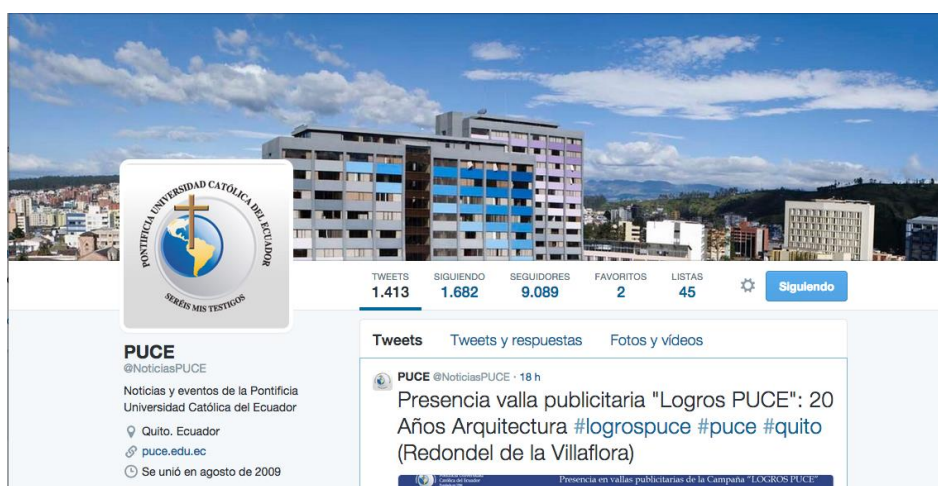 PONTIFICIA UNIVERSIDAD CATÓLICA DEL ECUADOR
SERÉIS MIS TESTIGOS
TWEETS SIGUIENDO SEGUIDORES FAVORITOS LISTAS
1.413 1.682 9.089 2 45 Siguiendo
PUCE
@NoticiasPUCE
Noticias y eventos de la Pontificia
Universidad Católica del Ecuador
Quito. Ecuador
puce.edu.ec
Se unió en agosto de 2009
Tweets Tweets y respuestas Fotos y vídeos
PUCE @NoticiasPUCE · 18 h
Presencia valla publicitaria "Logros PUCE": 20
Años Arquitectura #logrospuce #puce #quito
(Redondel de la Villaflora)
Católica del Ecuador
Presencia en vallas publicitarias de la Campaña "LOGROS PUCE"